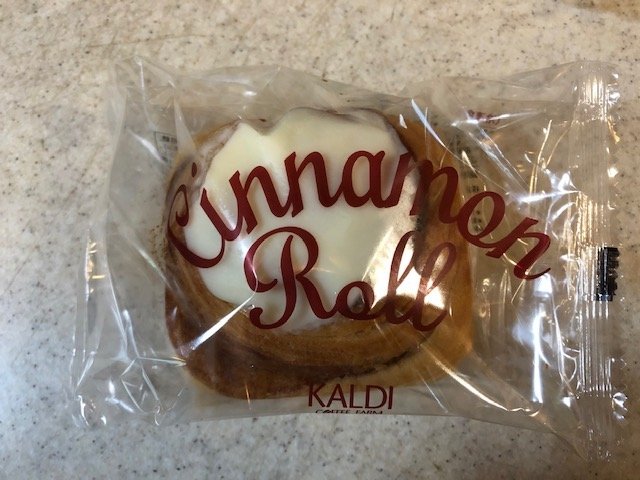 Cinnamon
Roll
KALDI
COFFEE FARM